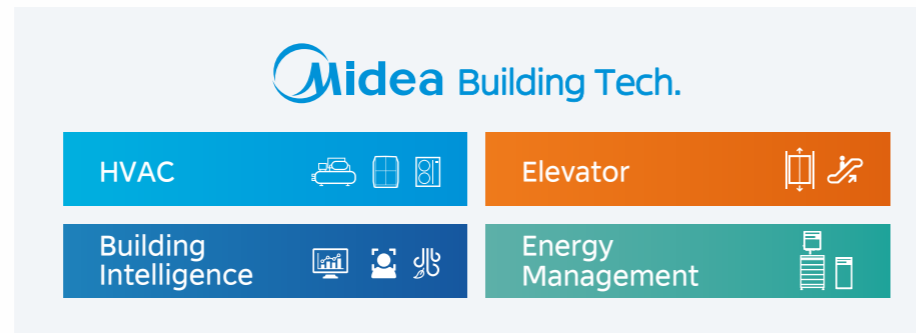 Midea Building Tech.
HVAC
Elevator
Building
Intelligence
Energy
Management